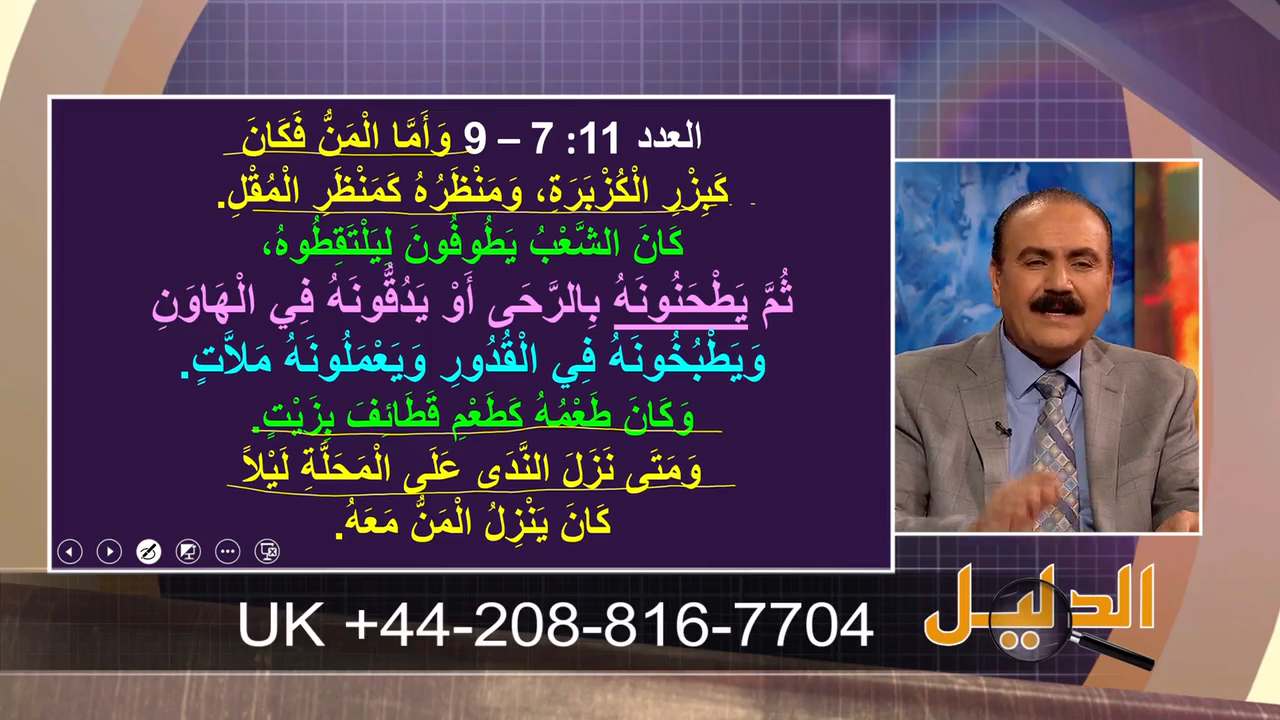 العدد 11: 7 – 9 وَأَمَّا الْمَنُّ فَكَانَ
كَبِزْرِ الْكُزْبَرَةِ، وَمَنْظَرُهُ كَمَنْظَرِ الْمُقْلِ.
كَانَ الشَّعْبُ يَطُوفُونَ لِيَلْتَقِطُوهُ،
ثُمَّ يَطْحَنُونَهُ بِالرَّحَى أَوْ يَدُقُّونَهُ فِي الْهَاوَنِ
وَيَطْبُخُونَهُ فِي الْقُدُورِ وَيَعْمَلُونَهُ مَلاَّتٍ.
وَكَانَ طَعْمُهُ كَطَعْمِ قَطَائِفَ بِزَيْتٍ.
وَمَتَى نَزَلَ النَّدَى عَلَى الْمَحَلَّةِ لَيْلاً
كَانَ يَنْزِلُ الْمَنُّ مَعَهُ.
الدليل
UK +44-208-816-7704